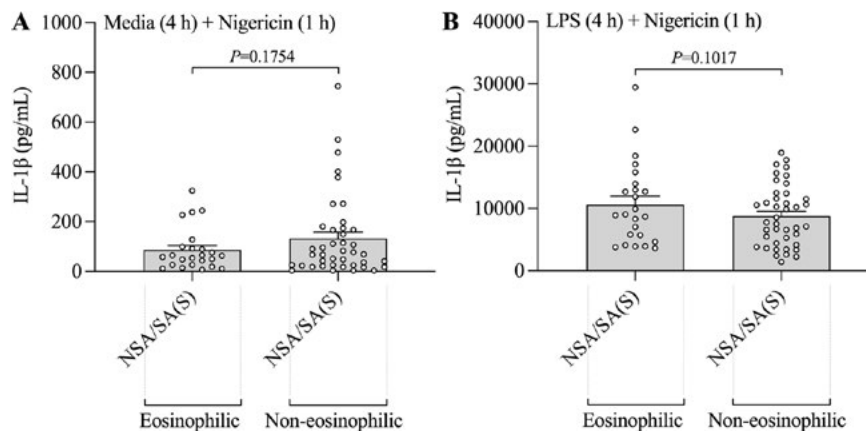 A Media (4 h) + Nigericin (1 h)
P=0.1754
IL-1β (pg/mL)
1000
800
600
400
200
0
NSA/SA(S)
NSA/SA(S)
Eosinophilic
Non-eosinophilic
B LPS (4 h) + Nigericin (1 h)
P=0.1017
IL-1β (pg/mL)
40000
30000
20000
10000
0
NSA/SA(S)
NSA/SA(S)
Eosinophilic
Non-eosinophilic